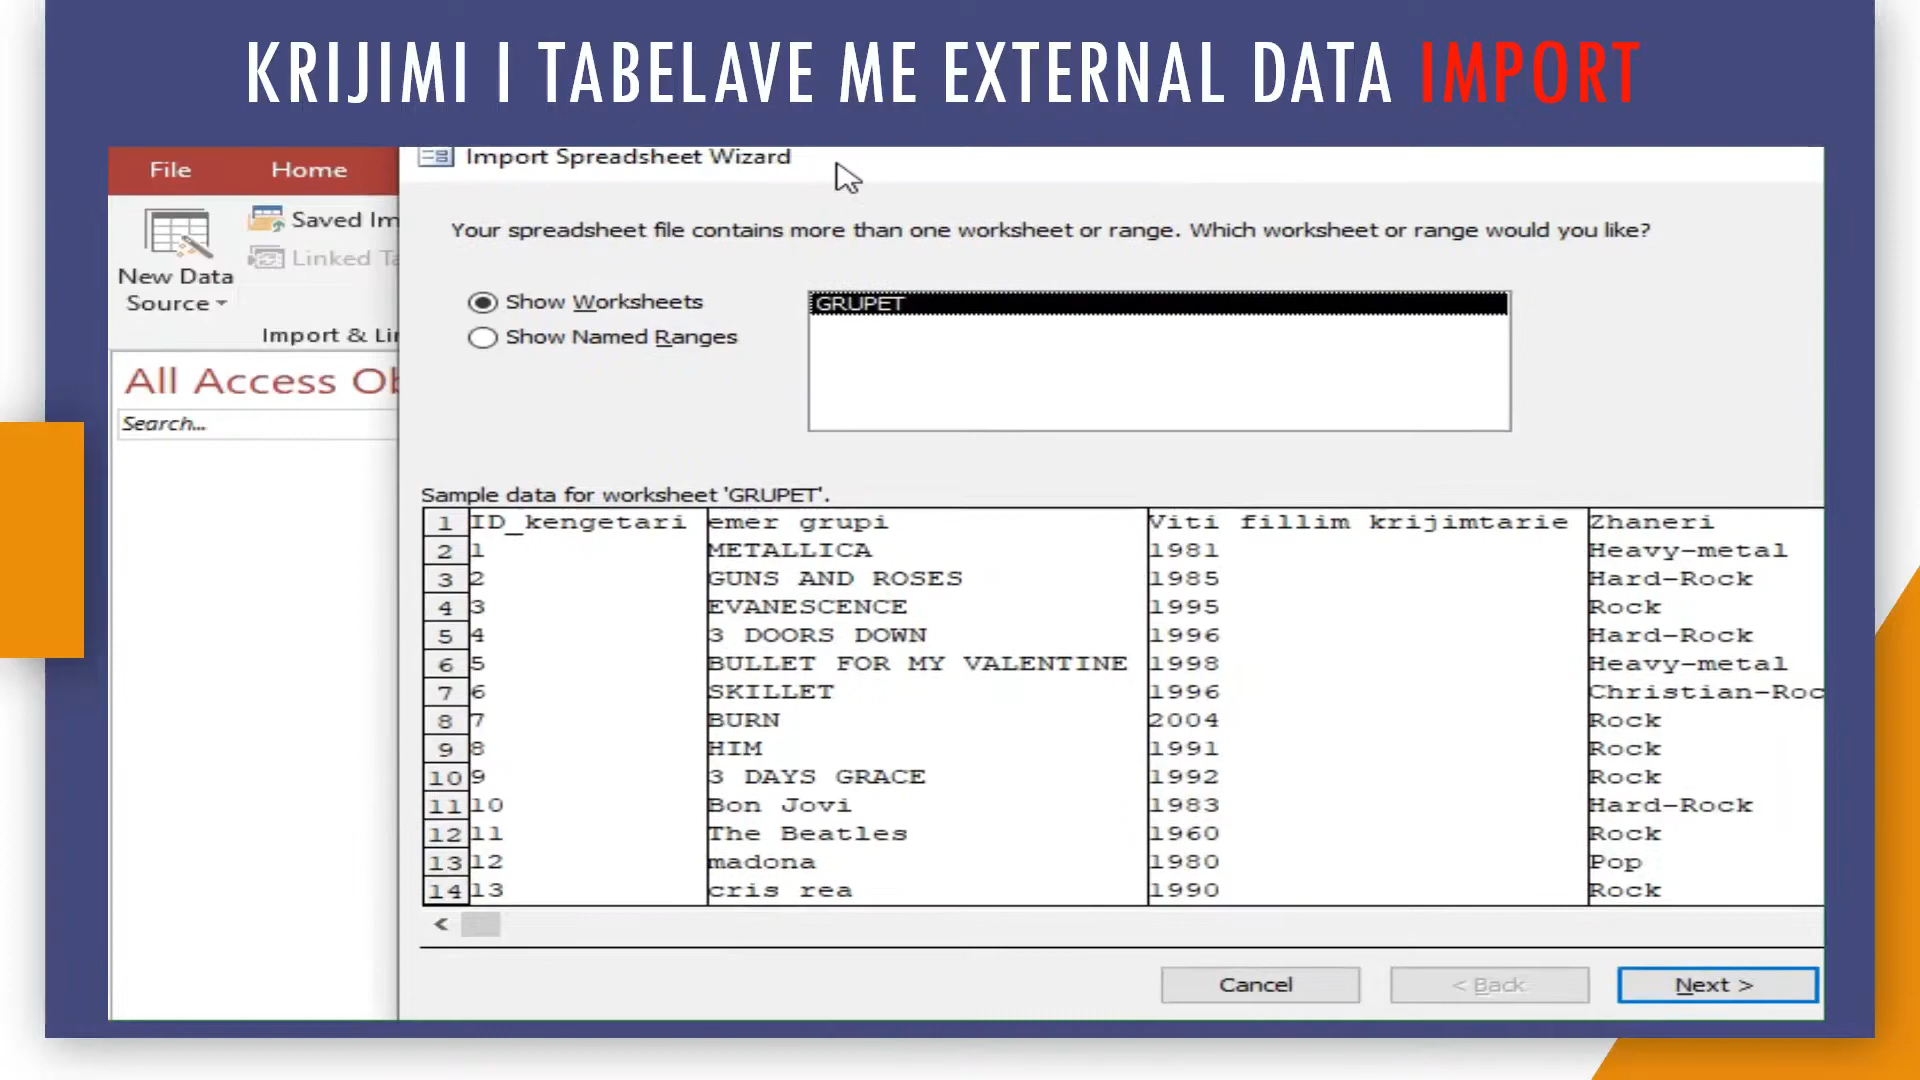 KRIJIMI I TABELAVE ME EXTERNAL DATA IMPORT
File Home
Import Spreadsheet Wizard
Saved Im
Linked Ta
New Data
Source
Import & Li
All Access Ob
Search...
Your spreadsheet file contains more than one worksheet or range. Which worksheet or range would you like?
Show Worksheets
Show Named Ranges
GRUPET
Sample data for worksheet 'GRUPET'.
1 ID_kengetari emer grupi Viti fillim krijimtarie Zhaneri
2 1 METALLICA 1981 Heavy-metal
3 2 GUNS AND ROSES 1985 Hard-Rock
4 3 EVANESCENCE 1995 Rock
5 4 3 DOORS DOWN 1996 Hard-Rock
6 5 BULLET FOR MY VALENTINE 1998 Heavy-metal
7 6 SKILLET 1996 Christian-Roc
8 7 BURN 2004 Rock
9 8 HIM 1991 Rock
10 9 3 DAYS GRACE 1992 Rock
11 10 Bon Jovi 1983 Hard-Rock
12 11 The Beatles 1960 Rock
13 12 madona 1980 Pop
14 13 cris rea 1990 Rock
<
Cancel < Back Next >